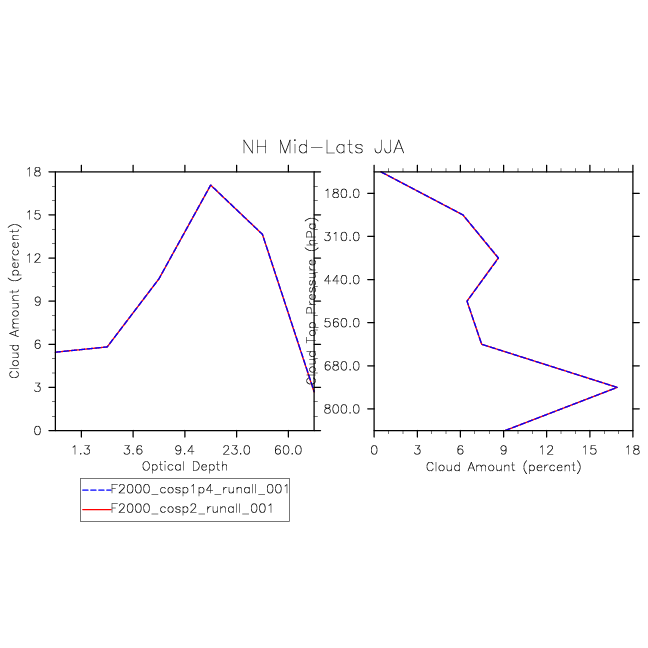 NH Mid-Lats JJA
Cloud Amount (percent)
18
15
12
9
6
3
0
1.3 3.6 9.4 23.0 60.0
Optical Depth
Cloud Top Pressure (hPa)
180.0
310.0
440.0
560.0
680.0
800.0
0 3 6 9 12 15 18
Cloud Amount (percent)
F2000_cosp1p4_runall_001
F2000_cosp2_runall_001